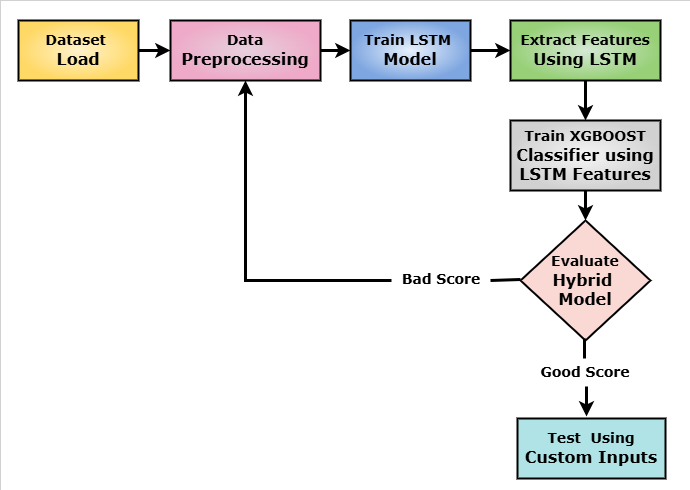 Dataset
Load
Data
Preprocessing
Train LSTM
Model
Extract Features
Using LSTM
Train XGBOOST
Classifier using
LSTM Features
Evaluate
Hybrid
Model
Bad Score
Good Score
Test Using
Custom Inputs